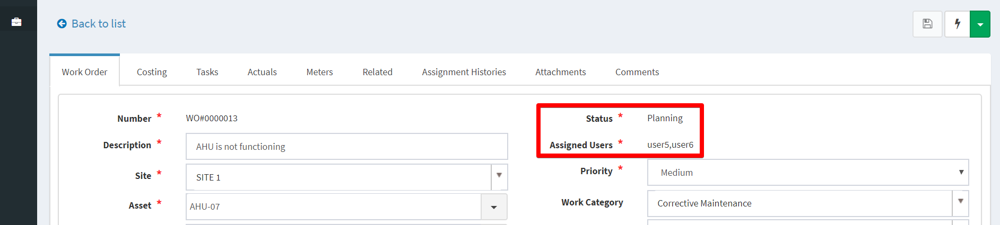 Back to list
Work Order Costing Tasks Actuals Meters Related Assignment Histories Attachments Comments
Number * WO#0000013
Description * AHU is not functioning
Site * SITE 1
Asset * AHU-07
Status * Planning
Assigned Users * user5,user6
Priority * Medium
Work Category Corrective Maintenance